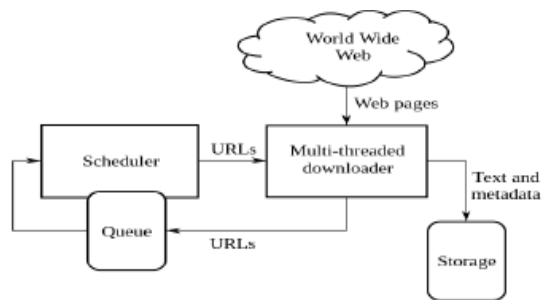 World Wide
Web
Web pages
Scheduler
URLs
Multi-threaded
downloader
Text and
metadata
Queue
URLs
Storage